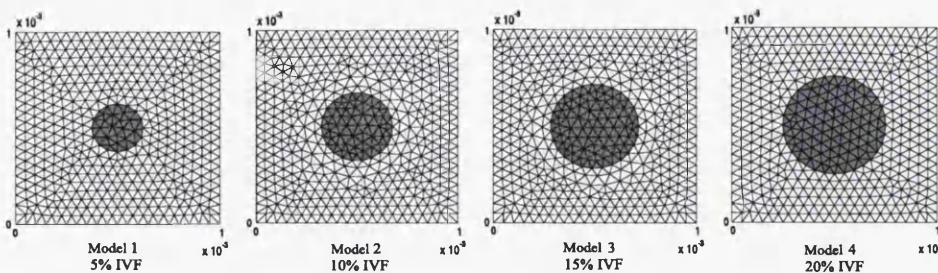 x 10⁻³
1
0
0
1
x 10⁻³
Model 1
5% IVF
x 10⁻³
1
0
0
1
x 10⁻³
Model 2
10% IVF
x 10⁻³
1
0
0
1
x 10⁻³
Model 3
15% IVF
x 10⁻³
1
0
0
1
Model 4
20% IVF